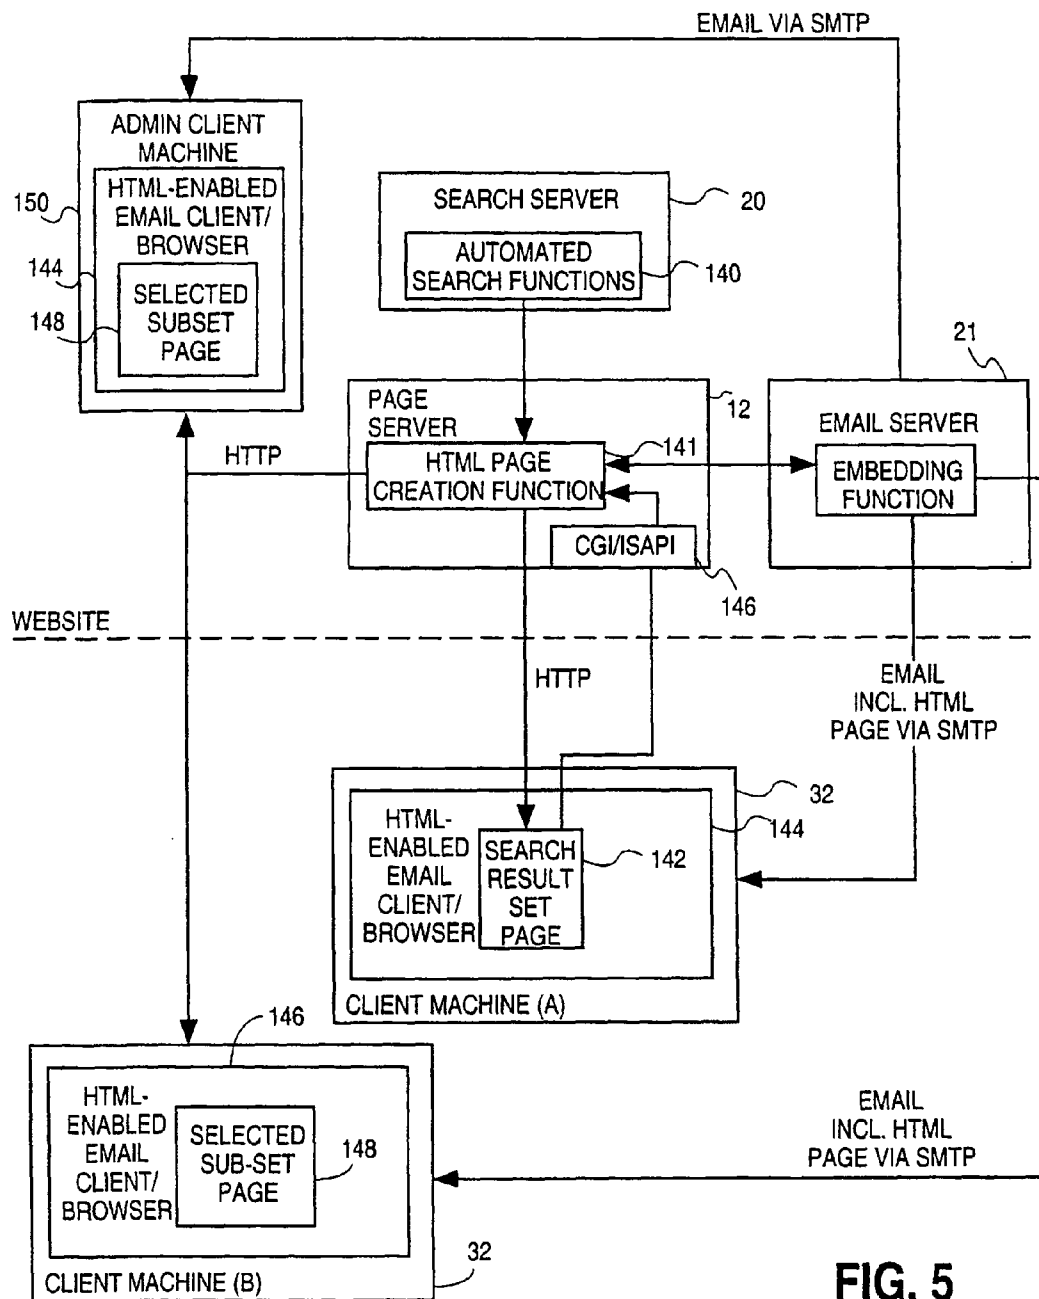 EMAIL VIA SMTP
ADMIN CLIENT
MACHINE
HTML-ENABLED
EMAIL CLIENT/
BROWSER
SELECTED
SUBSET
PAGE
150
144
148
SEARCH SERVER
20
AUTOMATED
SEARCH FUNCTIONS
140
21
PAGE
SERVER
12
HTML PAGE
CREATION FUNCTION
141
CGI/ISAPI
146
EMAIL SERVER
EMBEDDING
FUNCTION
HTTP
WEBSITE
HTTP
EMAIL
INCL. HTML
PAGE VIA SMTP
32
144
HTML-
ENABLED
EMAIL
CLIENT/
BROWSER
SEARCH
RESULT
SET
PAGE
142
CLIENT MACHINE (A)
146
HTML-
ENABLED
EMAIL
CLIENT/
BROWSER
SELECTED
SUB-SET
PAGE
148
EMAIL
INCL. HTML
PAGE VIA SMTP
32
CLIENT MACHINE (B)
FIG. 5